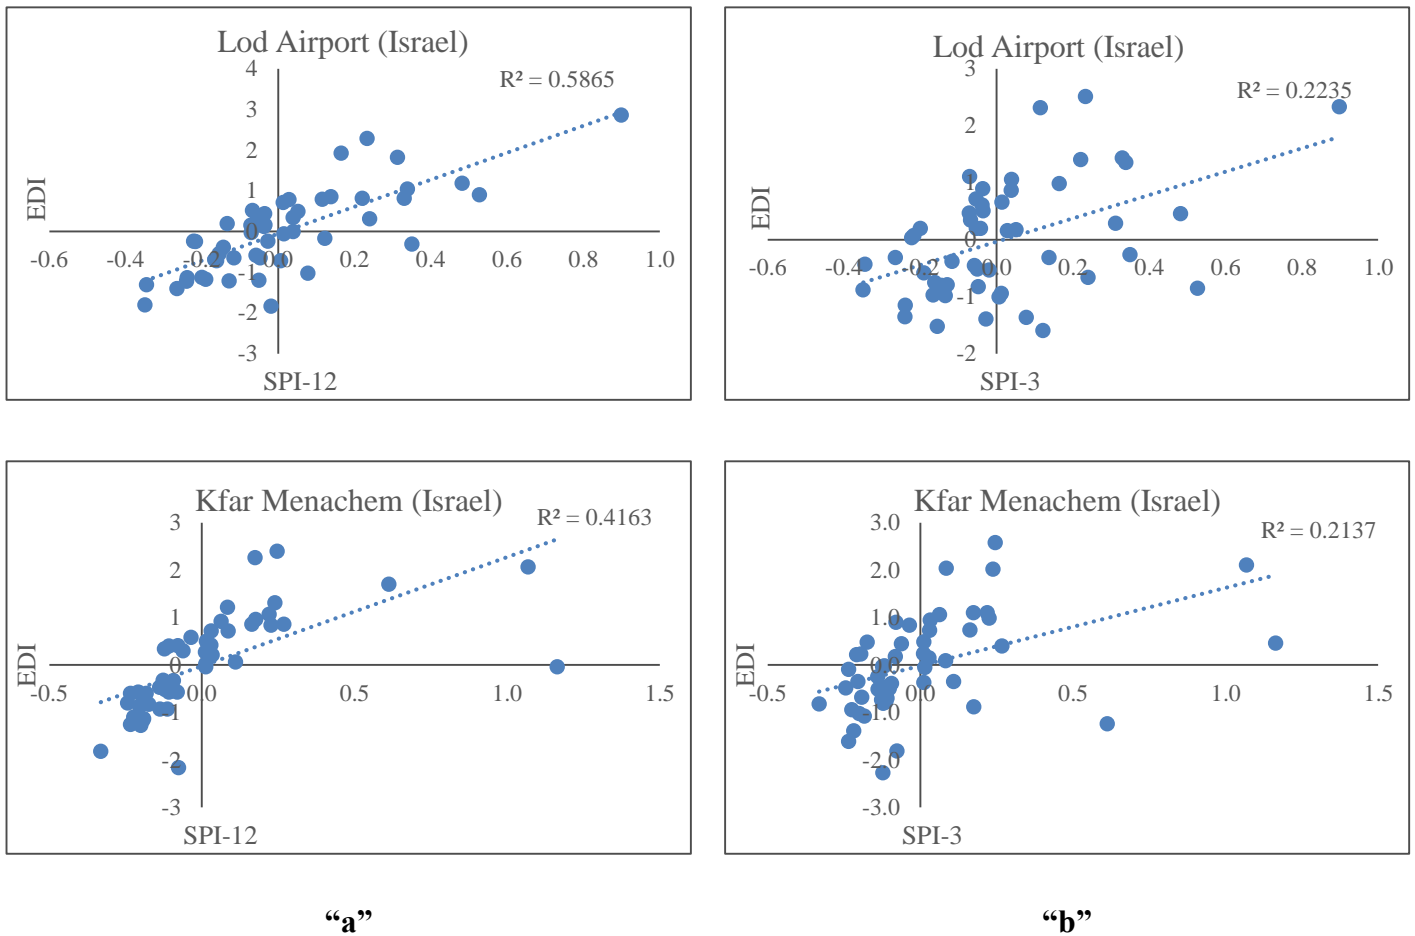 Lod Airport (Israel)
R² = 0.5865
4
3
2
1
0
-1
-2
-3
-0.6 -0.4 -0.2 0.0 0.2 0.4 0.6 0.8 1.0
EDI
SPI-12
Lod Airport (Israel)
R² = 0.2235
3
2
1
0
-1
-2
-0.6 -0.4 -0.2 0.0 0.2 0.4 0.6 0.8 1.0
EDI
SPI-3
Kfar Menachem (Israel)
R² = 0.4163
3
2
1
0
-1
-2
-3
-0.5 0.0 0.5 1.0 1.5
EDI
SPI-12
Kfar Menachem (Israel)
R² = 0.2137
3.0
2.0
1.0
0.0
-1.0
-2.0
-3.0
-0.5 0.0 0.5 1.0 1.5
EDI
SPI-3
“a”
“b”